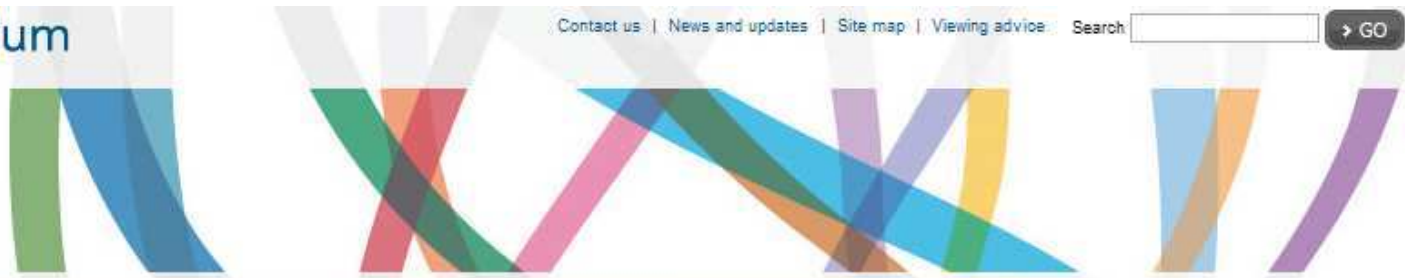 um
Contact us | News and updates | Site map | Viewing advice Search > GO